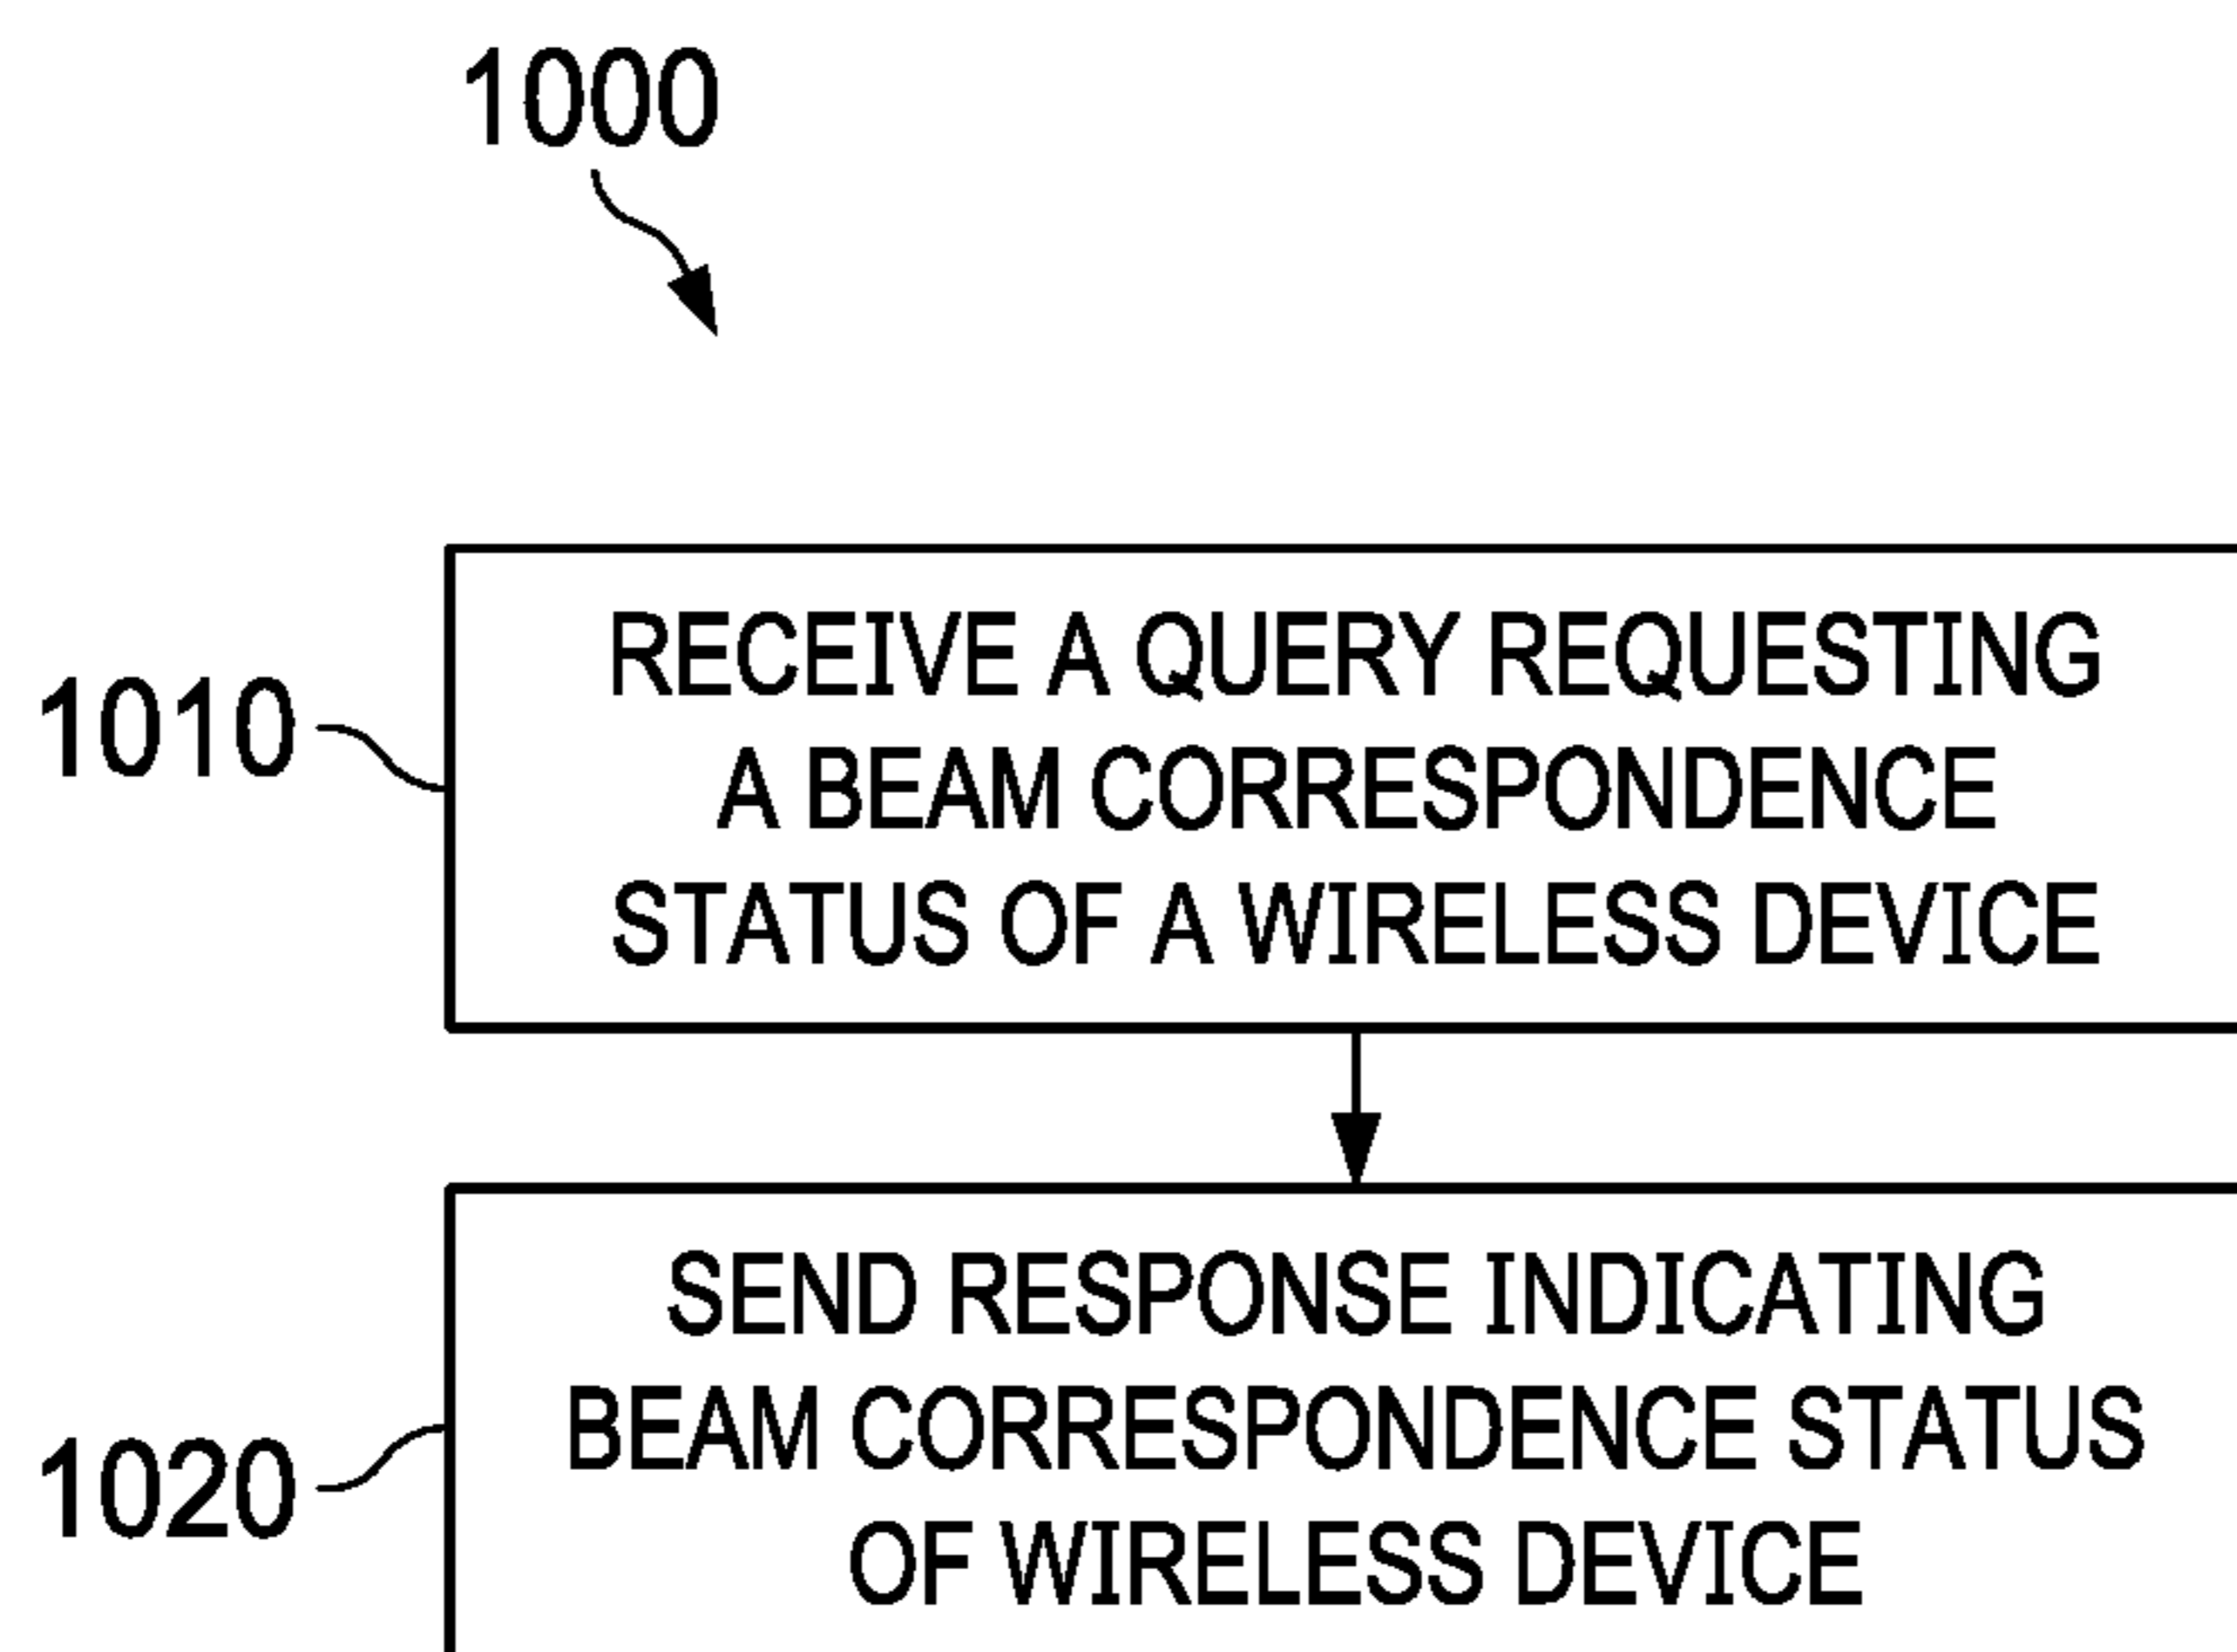 1000
1010
RECEIVE A QUERY REQUESTING
A BEAM CORRESPONDENCE
STATUS OF A WIRELESS DEVICE
1020
SEND RESPONSE INDICATING
BEAM CORRESPONDENCE STATUS
OF WIRELESS DEVICE